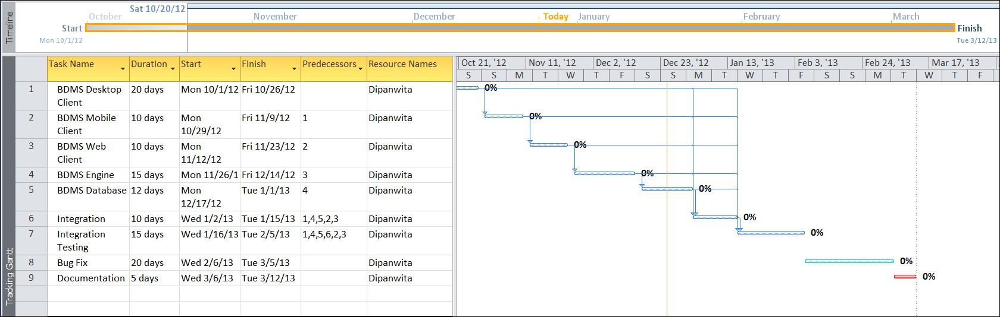 Timeline
Sat 10/20/12
October November December Today January February March
Start
Finish
Mon 10/1/12
Tue 3/12/13
Tracking Gantt
Task Name Duration Start Finish Predecessors Resource Names
Oct 21, '12 Nov 11, '12 Dec 2, '12 Dec 23, '12 Jan 13, '13 Feb 3, '13 Feb 24, '13 Mar 17, '13
S S M T W T F S S M T W T F S M T W T F
1 BDMS Desktop 20 days Mon 10/1/12 Fri 10/26/12 Dipanwita 0%
Client
2 BDMS Mobile 10 days Mon Fri 11/9/12 1 Dipanwita 0%
Client 10/29/12
3 BDMS Web 10 days Mon Fri 11/23/12 2 Dipanwita 0%
Client 11/12/12
4 BDMS Engine 15 days Mon 11/26/1 Fri 12/14/12 3 Dipanwita 0%
5 BDMS Database 12 days Mon Tue 1/1/13 4 Dipanwita 0%
12/17/12
6 Integration 10 days Wed 1/2/13 Tue 1/15/13 1,4,5,2,3 Dipanwita 0%
7 Integration 15 days Wed 1/16/13 Tue 2/5/13 1,4,5,6,2,3 Dipanwita 0%
Testing
8 Bug Fix 20 days Wed 2/6/13 Tue 3/5/13 Dipanwita 0%
9 Documentation 5 days Wed 3/6/13 Tue 3/12/13 Dipanwita 0%